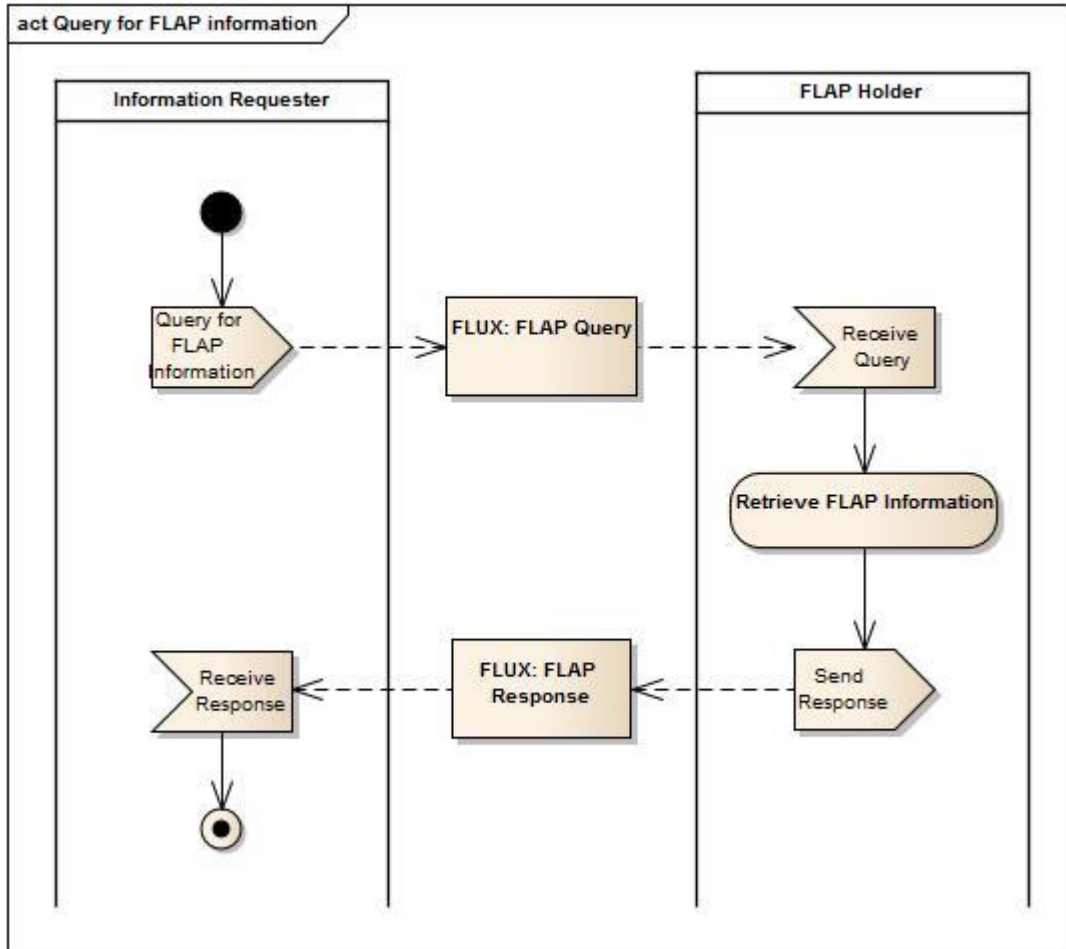 act Query for FLAP information
Information Requester
FLAP Holder
Query for
FLAP
Information
FLUX: FLAP Query
Receive
Query
Retrieve FLAP Information
Receive
Response
FLUX: FLAP
Response
Send
Response